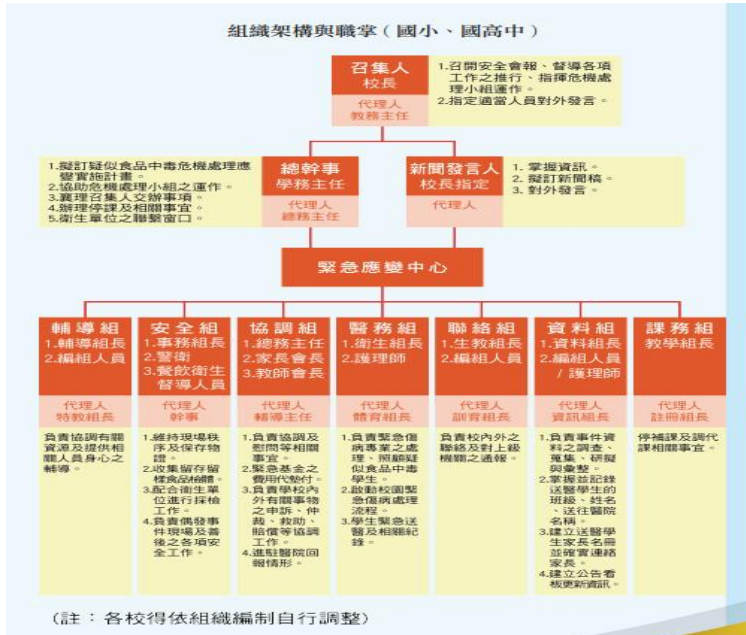 組織架構與職掌(國小、國高中)
召集人
校長
代理人
教務主任
1.召開安全會報、督導各項
工作之推行、指揮危機處
理小組運作。
2.指定適當人員對外發言。
1.擬訂疑似食品中毒危機處理應
變實施計畫。
2.協助危機處理小組之運作。
3.襄理召集人交辦事項。
4.辦理停課及相關事宜。
5.衛生單位之聯繫窗口。
總幹事
學務主任
代理人
總務主任
新聞發言人
校長指定
代理人
1. 掌握資訊。
2. 擬訂新聞稿。
3. 對外發言。
緊急應變中心
輔導組
1.輔導組長
2.編組人員
代理人
特教組長
負責協調有關
資源及提供相
關人員身心之
輔導。
安全組
1.事務組長
2.警衛
3.餐飲衛生
督導人員
代理人
幹事
1.維持現場秩
序及保存物
證。
2.收集留存留
樣食品檢體。
3.配合衛生單
位進行採檢
工作。
4.負責偶發事
件現場及善
後之各項安
全工作。
協調組
1.總務主任
2.家長會長
3.教師會長
代理人
輔導主任
1.負責協調及
慰問等相關
事宜。
2.緊急基金之
費用代墊付。
3.負責學校內
外有關事物
之申訴、仲
裁、救助、
賠償等協調
工作。
4.進駐醫院回
報情形。
醫務組
1.衛生組長
2.護理師
代理人
體育組長
1.負責緊急傷
病專業之處
理、照顧疑
似食品中毒
學生。
2.啟動校園緊
急傷病處理
流程。
3.學生緊急送
醫及相關紀
錄。
聯絡組
1.生教組長
2.編組人員
代理人
訓育組長
負責校內外之
聯絡及對上級
機關之通報。
資料組
1.資料組長
2.編組人員
/ 護理師
代理人
資訊組長
1.負責事件資
料之調查、
蒐集、研擬
與彙整。
2.掌握並記錄
送醫學生的
班級、姓名
、送往醫院
名稱。
3.建立送醫學
生家長名冊
並確實連絡
家長。
4.建立公告看
板更新資訊。
課務組
教學組長
代理人
註冊組長
停補課及調代
課相關事宜。
(註:各校得依組織編制自行調整)